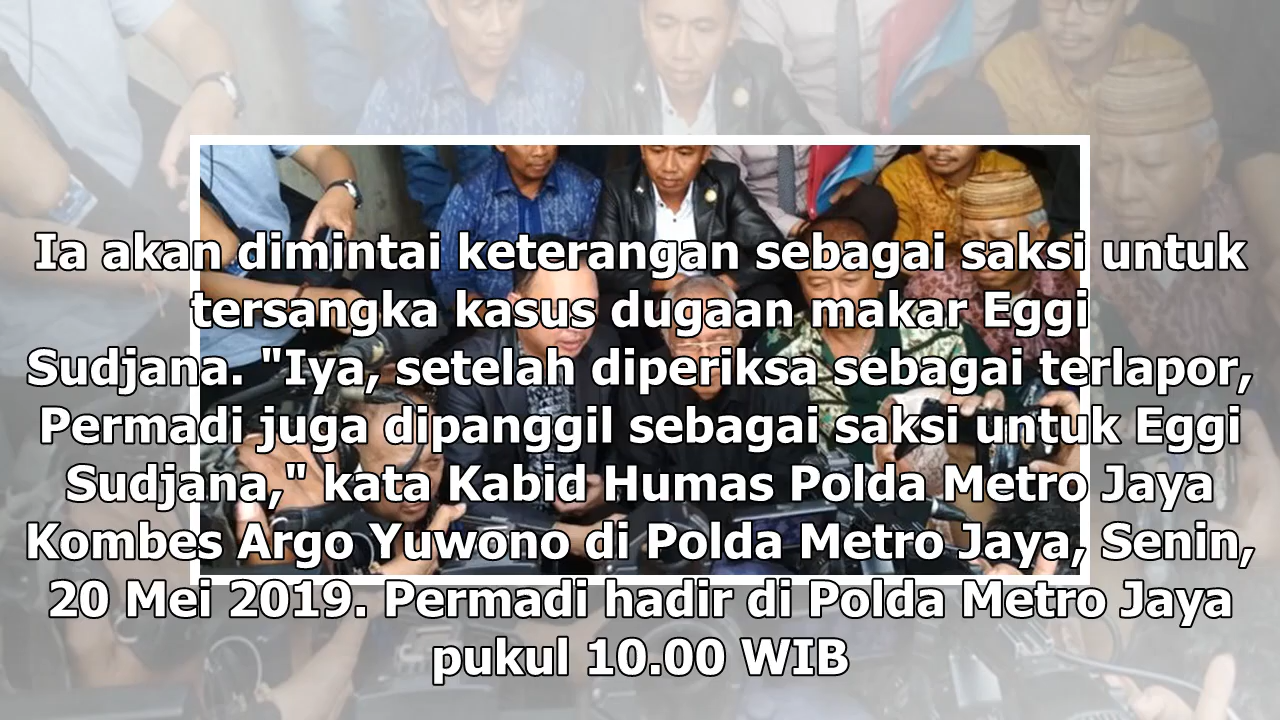 Ia akan dimintai keterangan sebagai saksi untuk
tersangka kasus dugaan makar Eggi
Sudjana. "Iya, setelah diperiksa sebagai terlapor,
Permadi juga dipanggil sebagai saksi untuk Eggi
Sudjana," kata Kabid Humas Polda Metro Jaya
Kombes Argo Yuwono di Polda Metro Jaya, Senin,
20 Mei 2019. Permadi hadir di Polda Metro Jaya
pukul 10.00 WIB